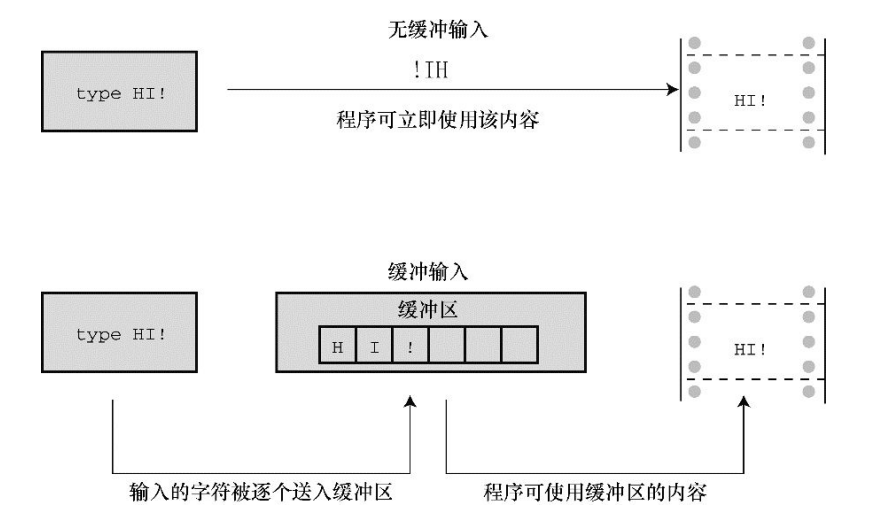 无缓冲输入
type HI!
!IH
HI!
程序可立即使用该内容
缓冲输入
缓冲区
type HI!
H I !
HI!
输入的字符被逐个送入缓冲区
程序可使用缓冲区的内容